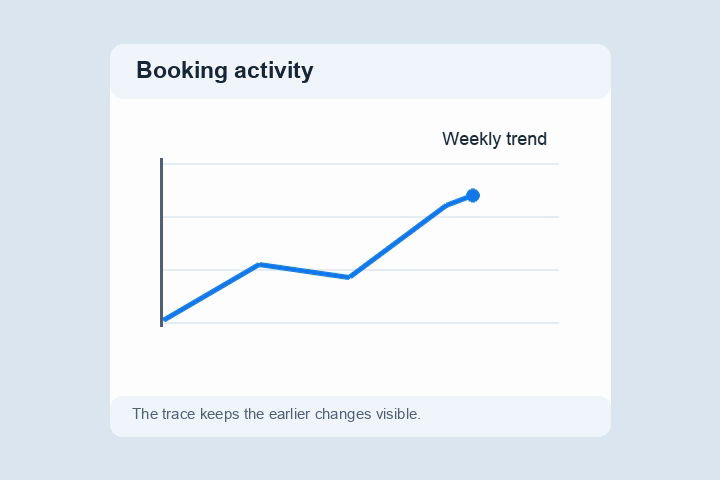 Booking activity
Weekly trend
The trace keeps the earlier changes visible.